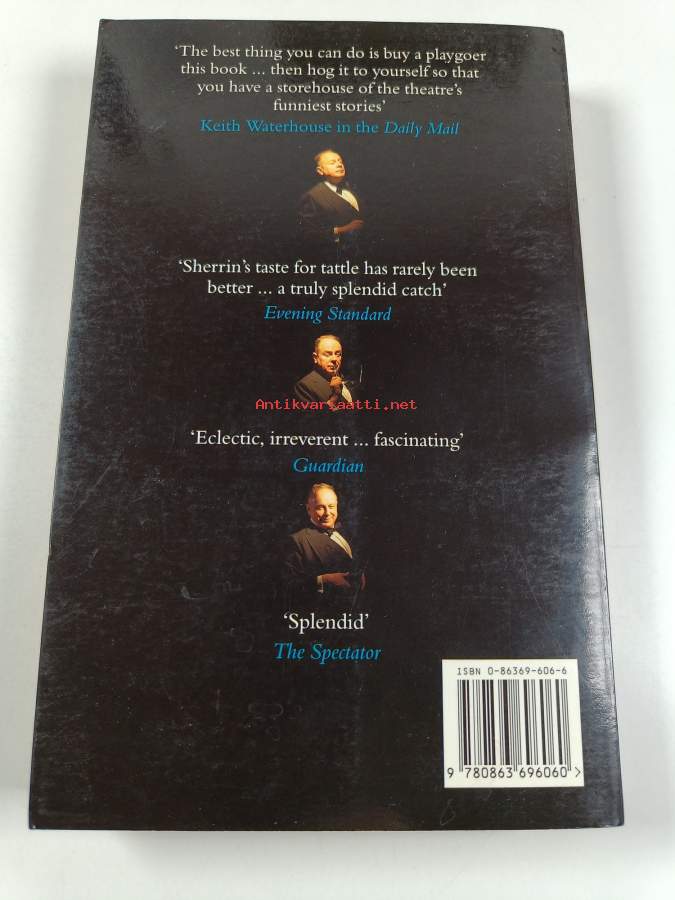 ‘The best thing you can do is buy a playgoer
this book ... then hog it to yourself so that
you have a storehouse of the theatre’s
funniest stories’
Keith Waterhouse in the Daily Mail
‘Sherrin’s taste for tattle has rarely been
better ... a truly splendid catch’
Evening Standard
Antikvariaatti.net
‘Eclectic, irreverent ... fascinating’
Guardian
‘Splendid’
The Spectator
ISBN 0-86369-606-6
9 780863 696060 >